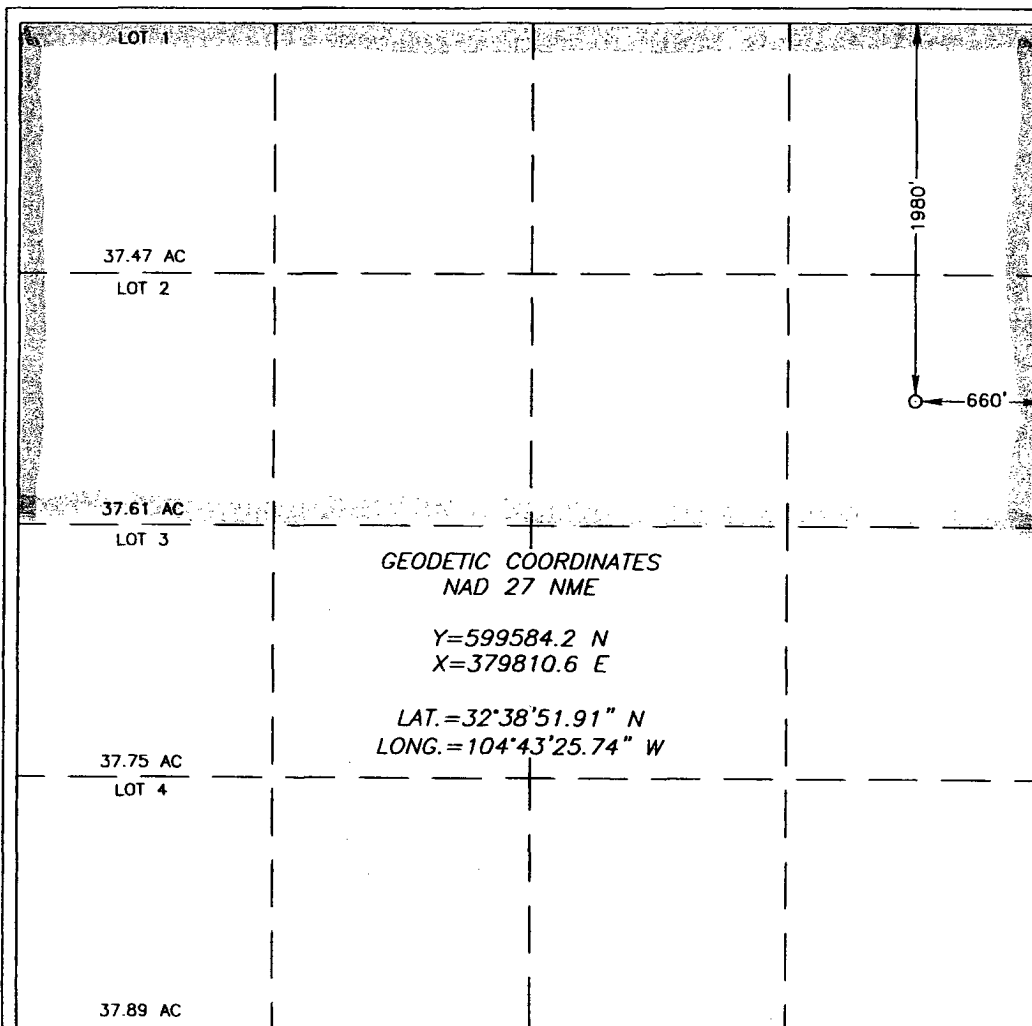 LOT 1
1980'
37.47 AC
LOT 2
660'
37.61 AC
LOT 3
GEODETIC COORDINATES
NAD 27 NME
Y=599584.2 N
X=379810.6 E
LAT.=32°38'51.91" N
LONG.=104°43'25.74" W
37.75 AC
LOT 4
37.89 AC